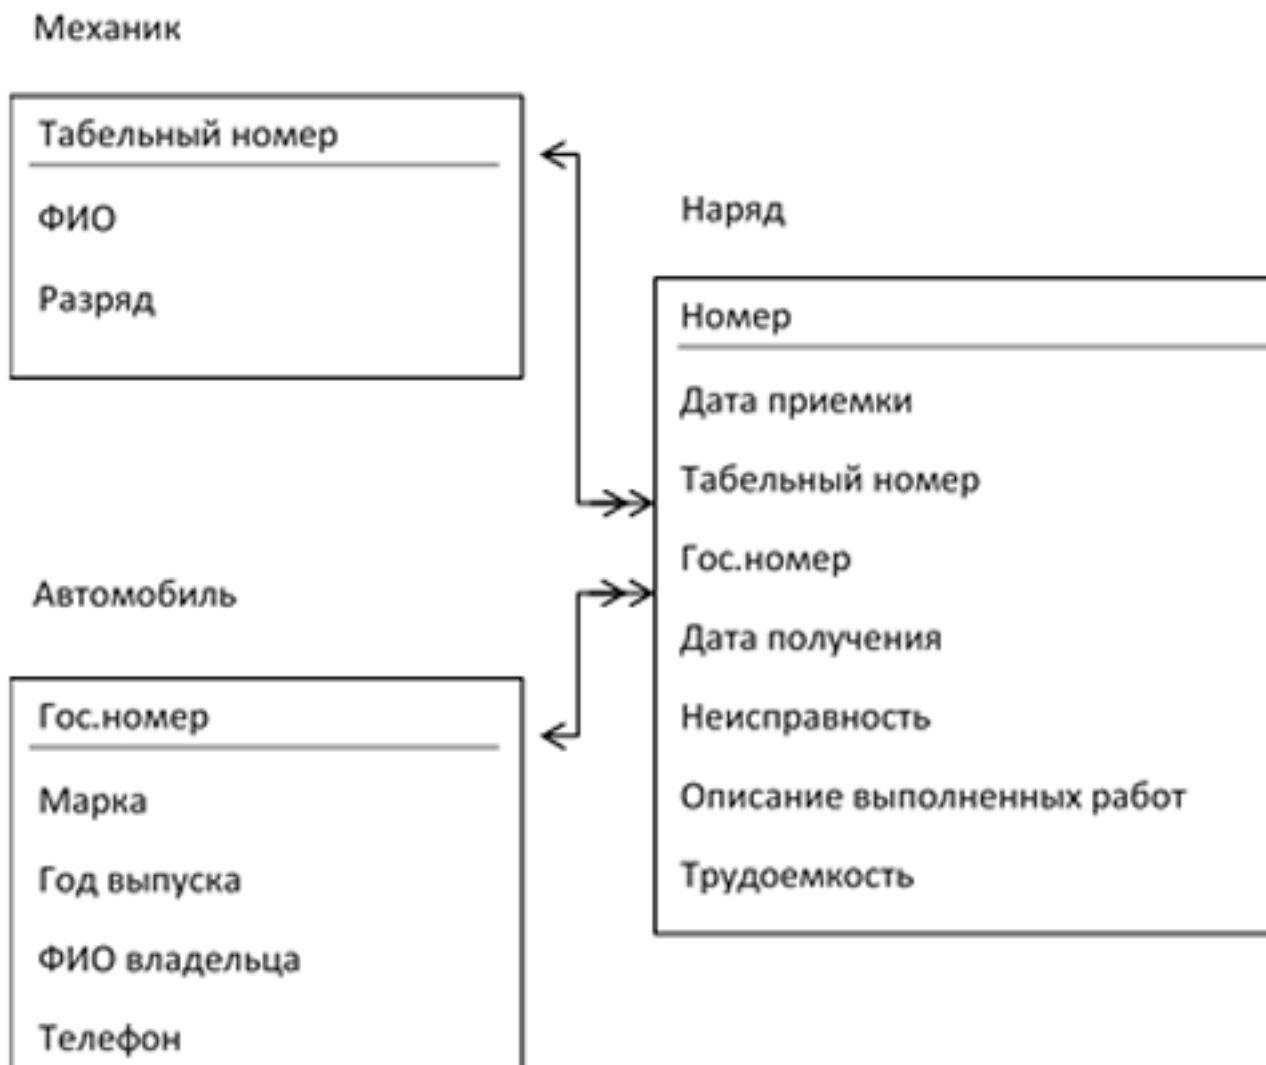 Механик
Табельный номер
ФИО
Разряд
Наряд
Номер
Дата приемки
Табельный номер
Гос.номер
Дата получения
Неисправность
Описание выполненных работ
Трудоемкость
Автомобиль
Гос.номер
Марка
Год выпуска
ФИО владельца
Телефон